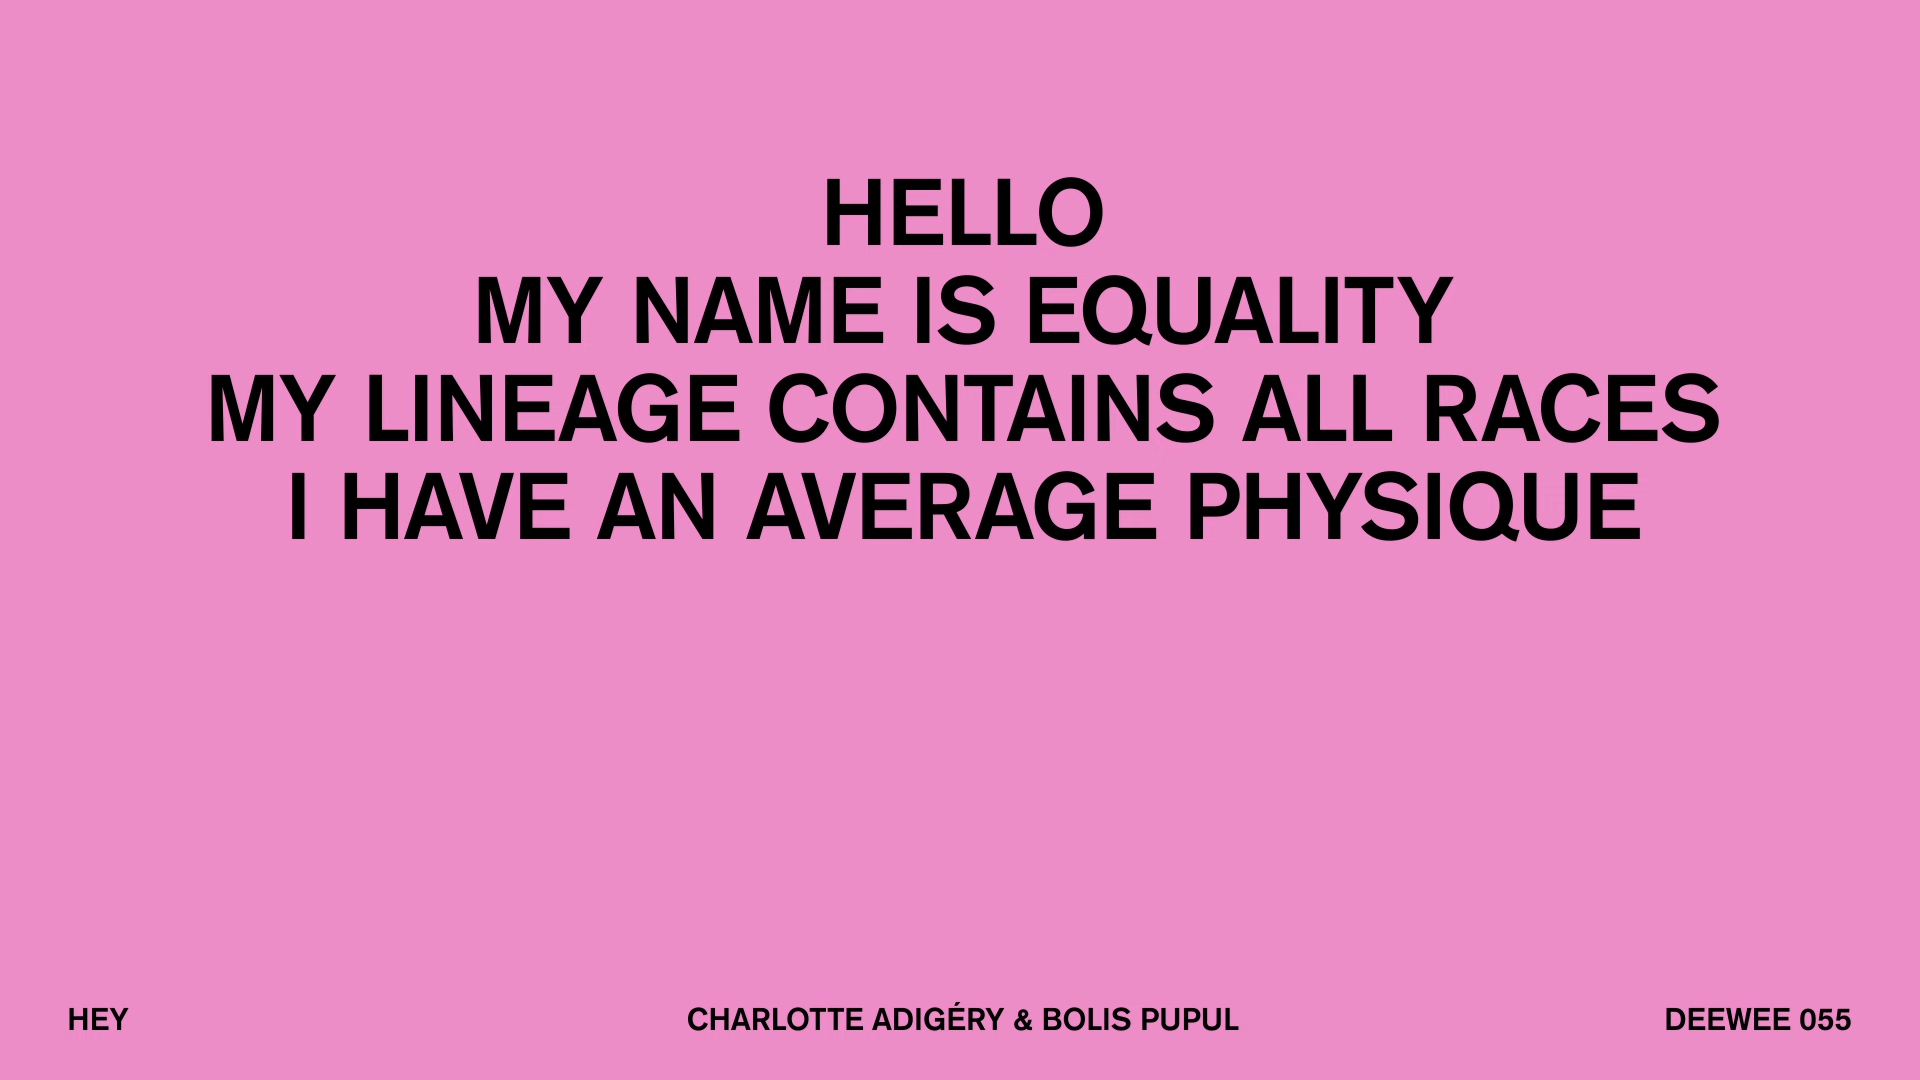 HELLO
MY NAME IS EQUALITY
MY LINEAGE CONTAINS ALL RACES
I HAVE AN AVERAGE PHYSIQUE
HEY
CHARLOTTE ADIGÉRY & BOLIS PUPUL
DEEWEE 055